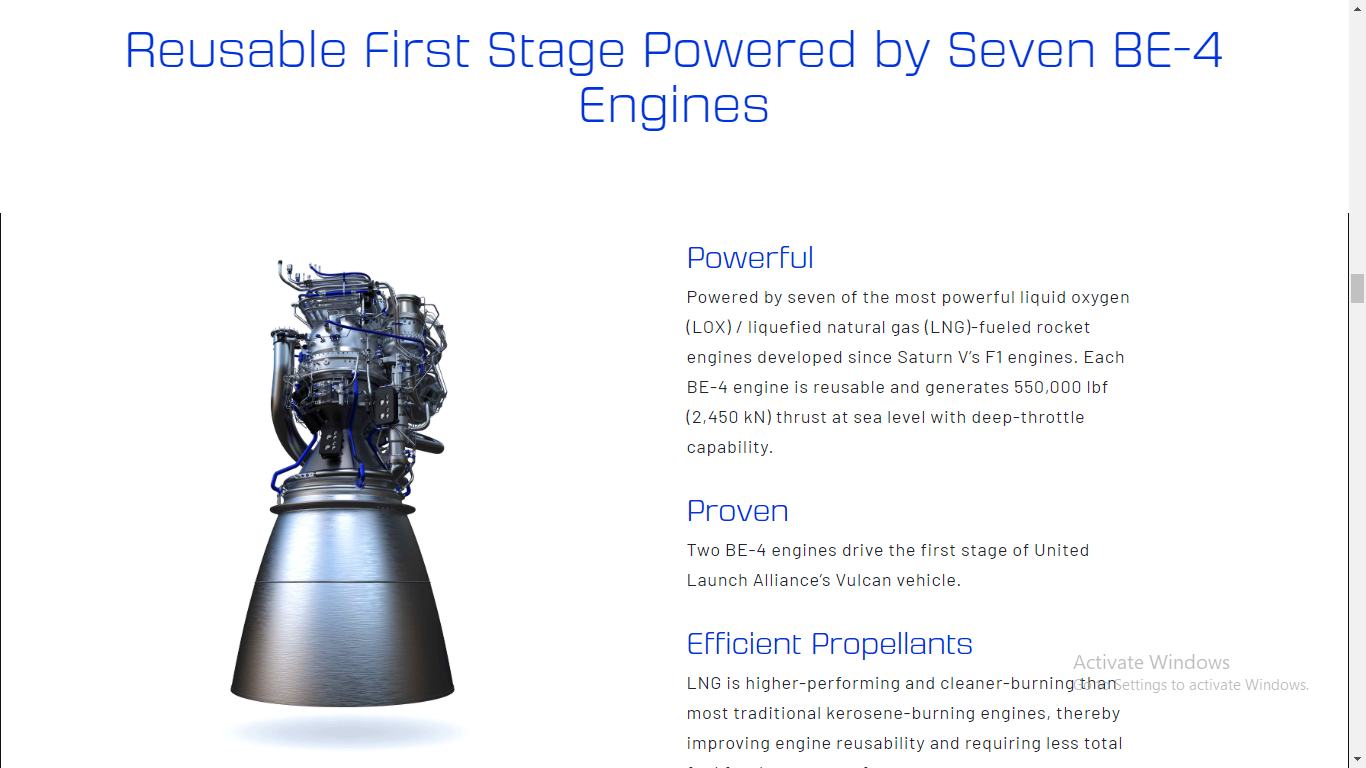 Reusable First Stage Powered by Seven BE-4
Engines
Powerful
Powered by seven of the most powerful liquid oxygen
(LOX) / liquefied natural gas (LNG)-fueled rocket
engines developed since Saturn V’s F1 engines. Each
BE-4 engine is reusable and generates 550,000 lbf
(2,450 kN) thrust at sea level with deep-throttle
capability.
Proven
Two BE-4 engines drive the first stage of United
Launch Alliance’s Vulcan vehicle.
Efficient Propellants
Activate Windows
LNG is higher-performing and cleaner-burning than
Go to Settings to activate Windows.
most traditional kerosene-burning engines, thereby
improving engine reusability and requiring less total